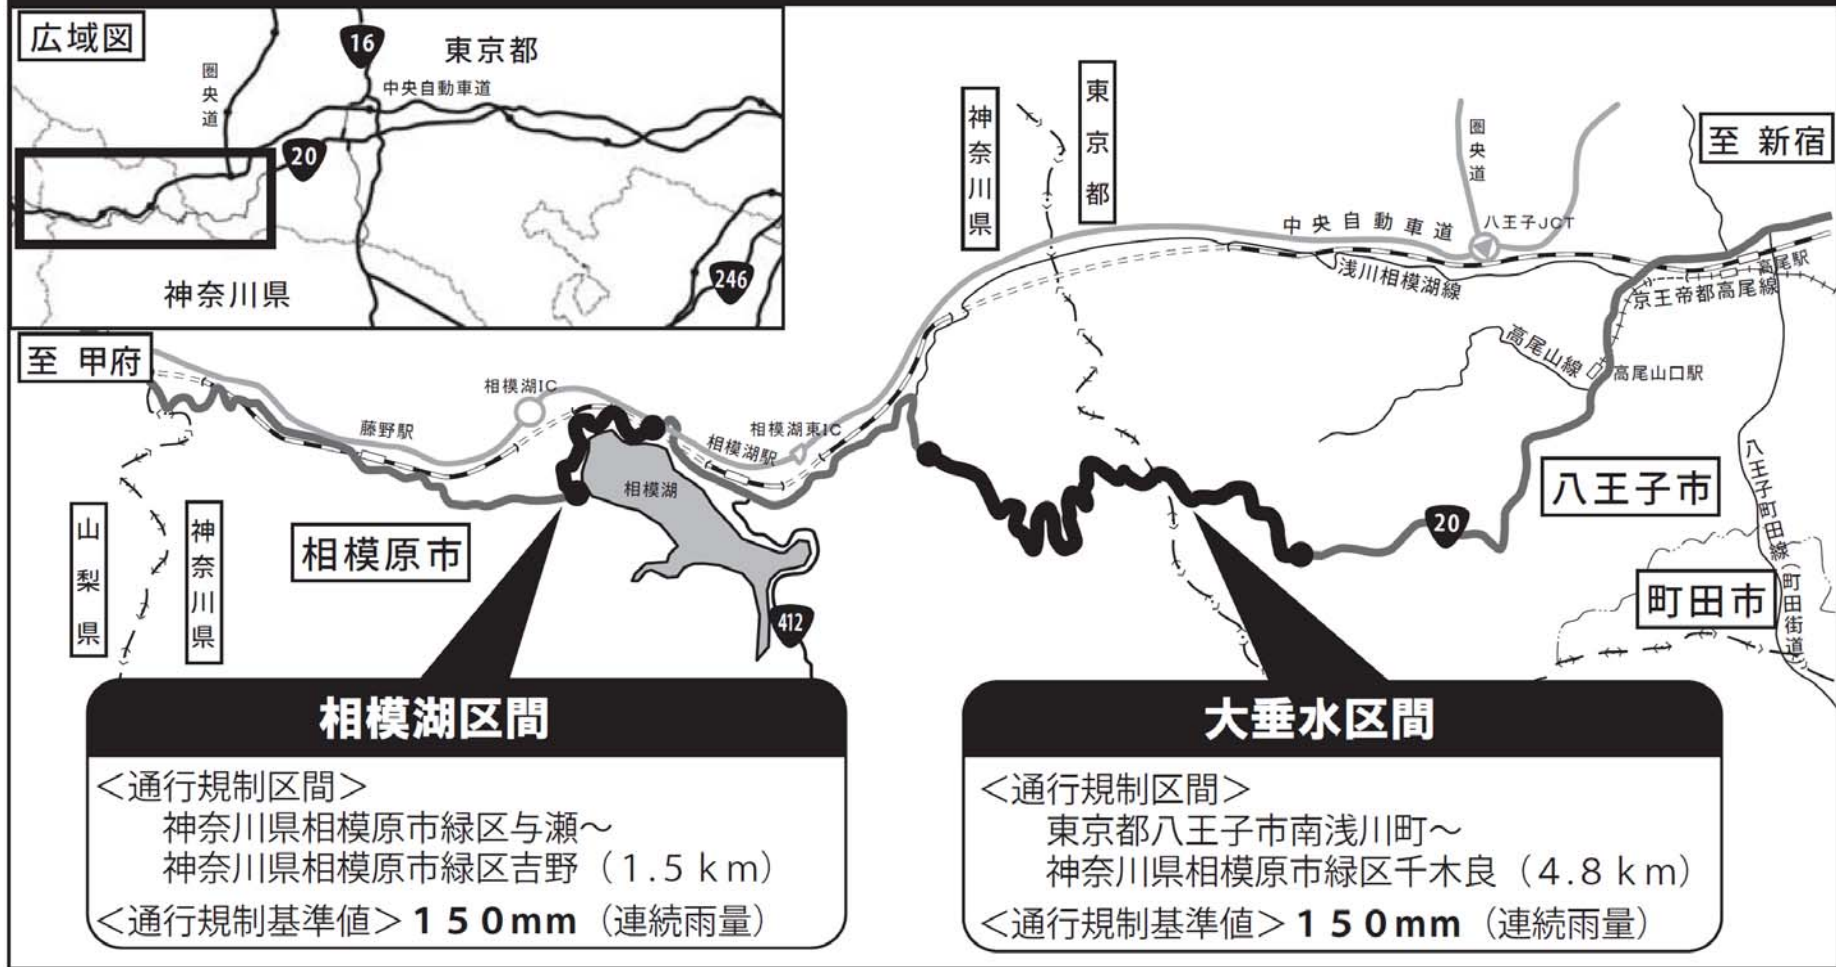 広域図
圏央道
16
東京都
中央自動車道
20
神奈川県
246
神奈川県
東京都
圏央道
至 新宿
中央自動車道
八王子JCT
浅川相模湖線
高尾駅
京王帝都高尾線
高尾山線
高尾山口駅
至 甲府
相模湖IC
藤野駅
相模湖駅
相模湖東IC
相模湖
山梨県
神奈川県
相模原市
412
八王子市
20
八王子町田線(町田街道)
町田市
相模湖区間
＜通行規制区間＞
神奈川県相模原市緑区与瀬～
神奈川県相模原市緑区吉野（1.5ｋｍ）
＜通行規制基準値＞１５０mm（連続雨量）
大垂水区間
＜通行規制区間＞
東京都八王子市南浅川町～
神奈川県相模原市緑区千木良（4.8ｋｍ）
＜通行規制基準値＞１５０mm（連続雨量）